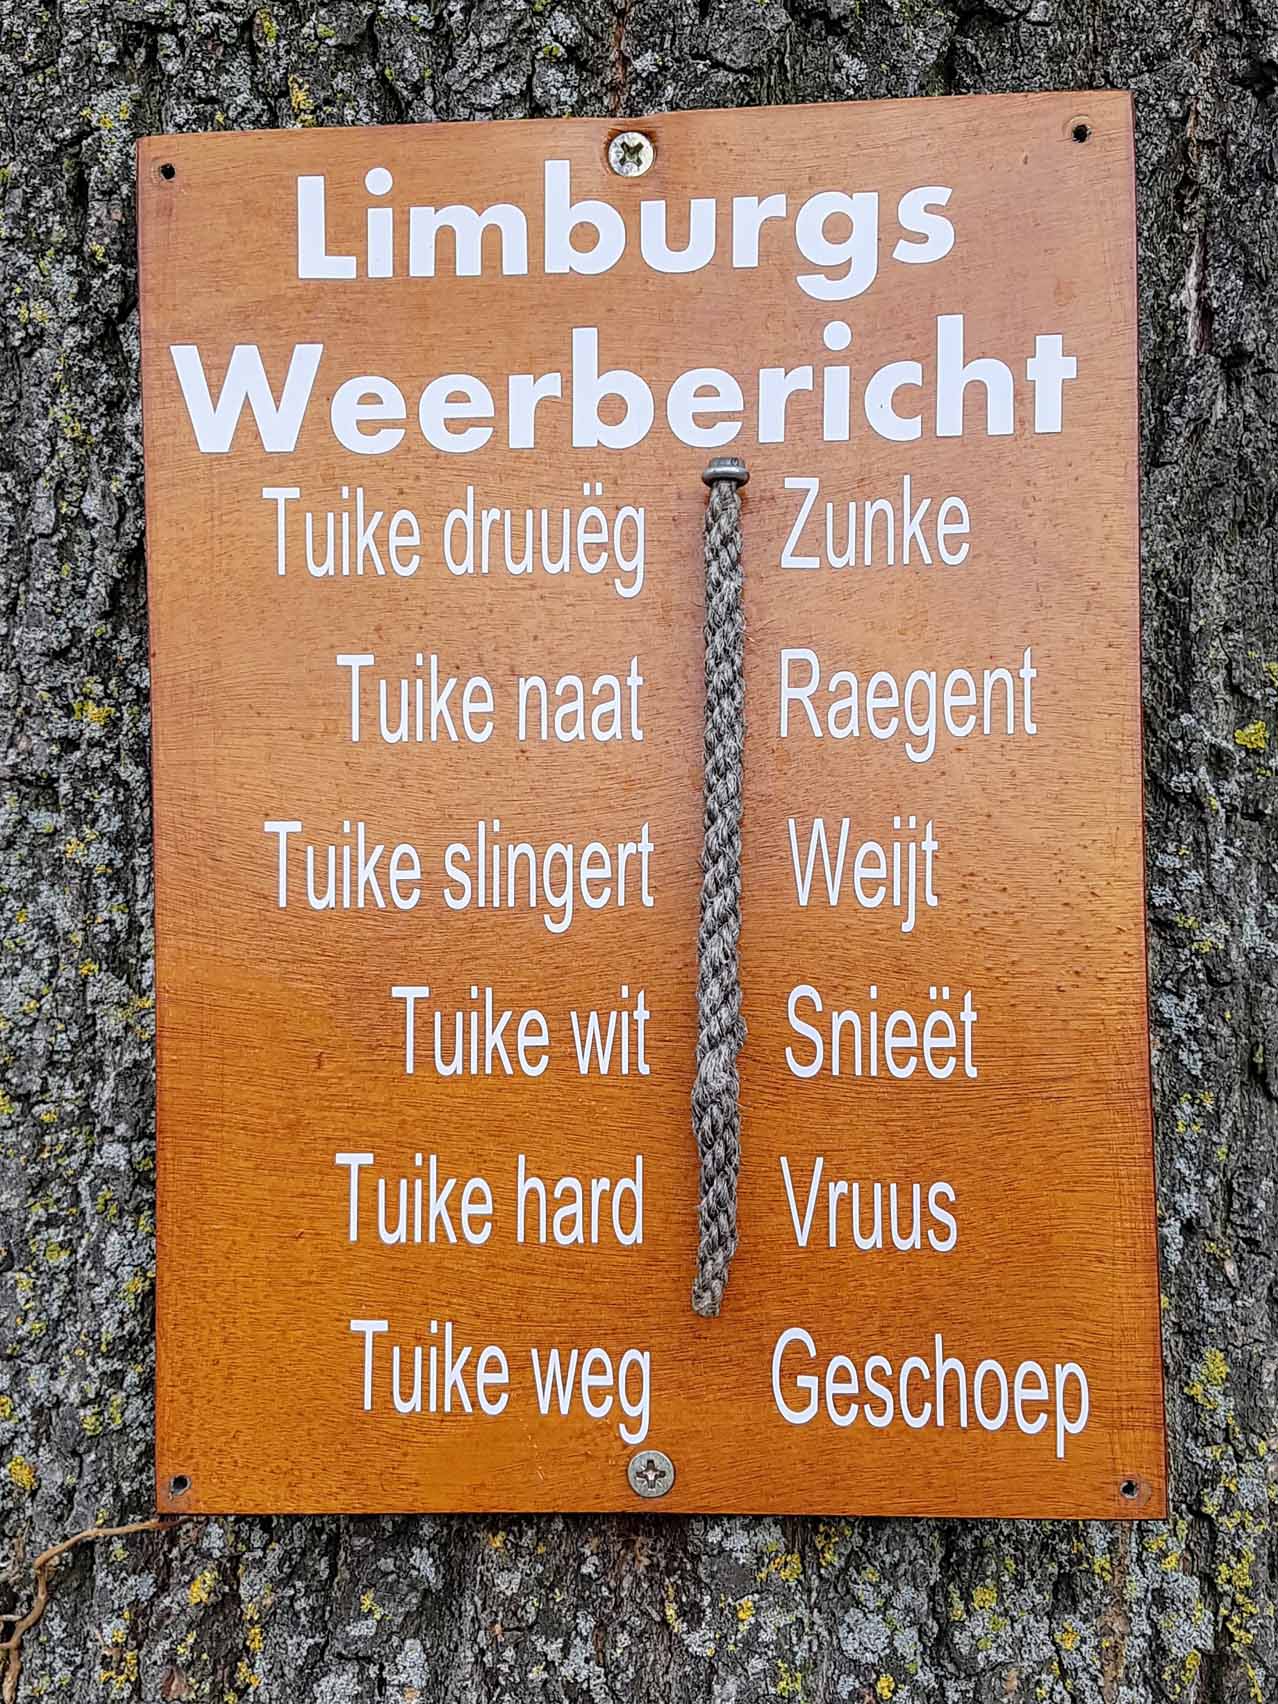 Limburgs
Weerbericht
Tuike druuëg Zunke
Tuike naat Raegent
Tuike slingert Weijt
Tuike wit Snieët
Tuike hard Vruus
Tuike weg Geschoep